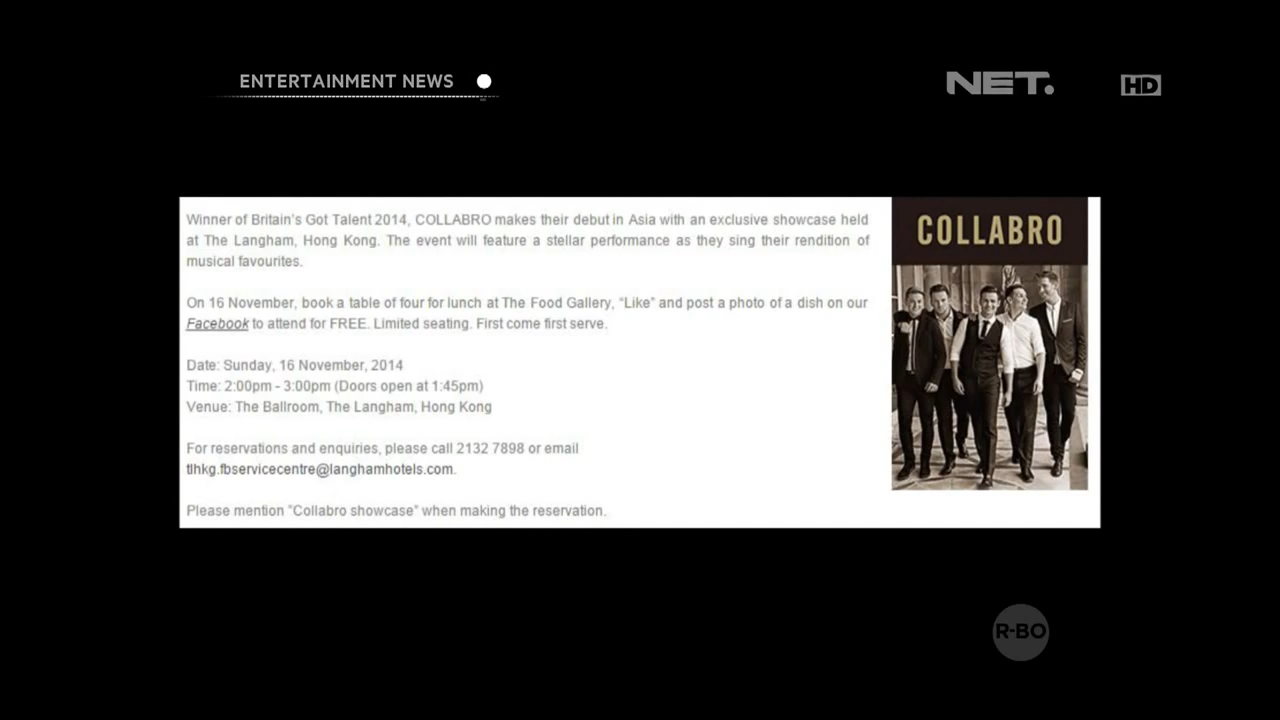 ENTERTAINMENT NEWS
NET.
HD
Winner of Britain's Got Talent 2014, COLLABRO makes their debut in Asia with an exclusive showcase held
at The Langham, Hong Kong. The event will feature a stellar performance as they sing their rendition of
musical favourites.
On 16 November, book a table of four for lunch at The Food Gallery, "Like" and post a photo of a dish on our
Facebook to attend for FREE. Limited seating. First come first serve.
Date: Sunday, 16 November, 2014
Time: 2:00pm - 3:00pm (Doors open at 1:45pm)
Venue: The Ballroom, The Langham, Hong Kong
For reservations and enquiries, please call 2132 7898 or email
tlhkg.fbservicecentre@langhamhotels.com.
Please mention "Collabro showcase" when making the reservation.
COLLABRO
R-BO